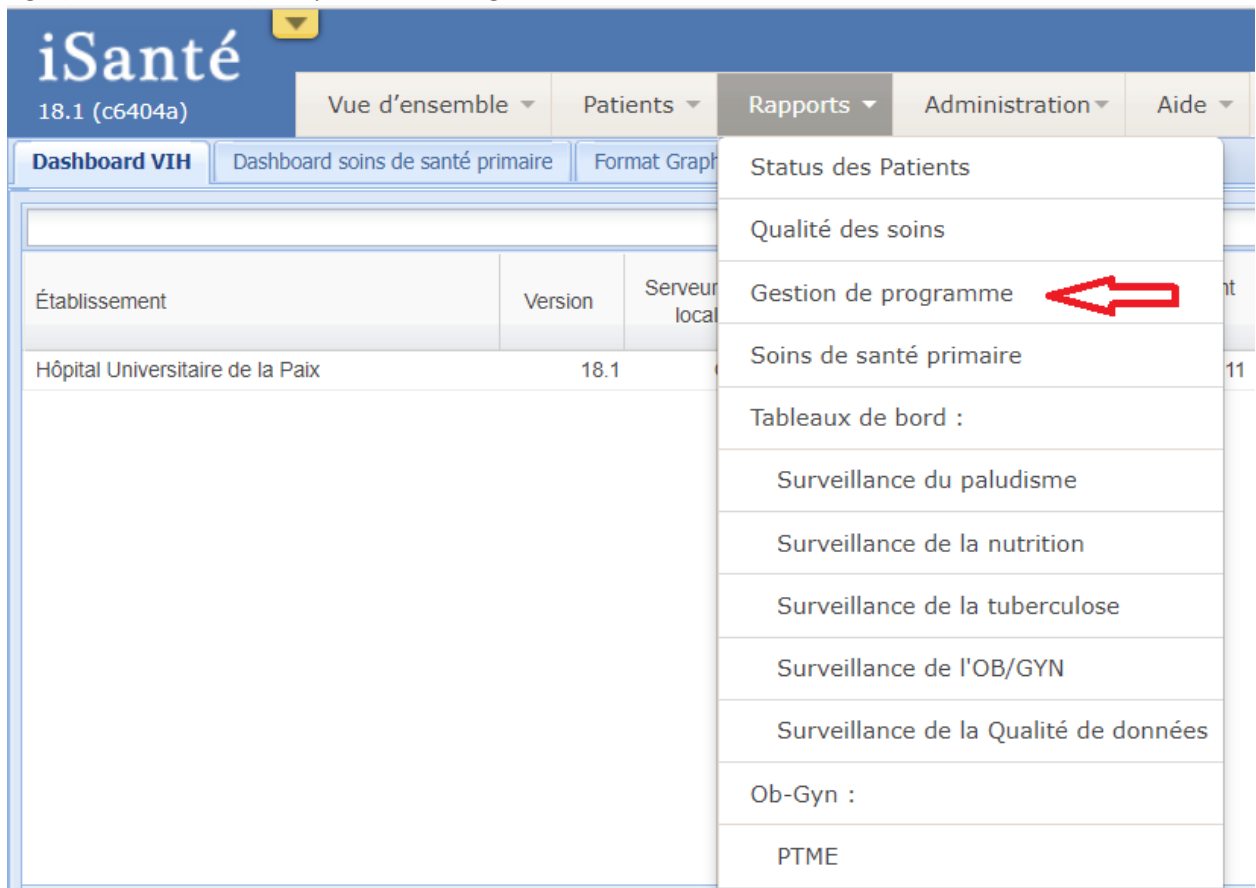 iSanté
18.1 (c6404a)
Vue d’ensemble Patients Rapports Administration Aide
Dashboard VIH Dashboard soins de santé primaire Format Graph
Status des Patients
Qualité des soins
Gestion de programme
Soins de santé primaire
Tableaux de bord :
Surveillance du paludisme
Surveillance de la nutrition
Surveillance de la tuberculose
Surveillance de l'OB/GYN
Surveillance de la Qualité de données
Ob-Gyn :
PTME
Établissement Version Serveur
local
Hôpital Universitaire de la Paix 18.1 11